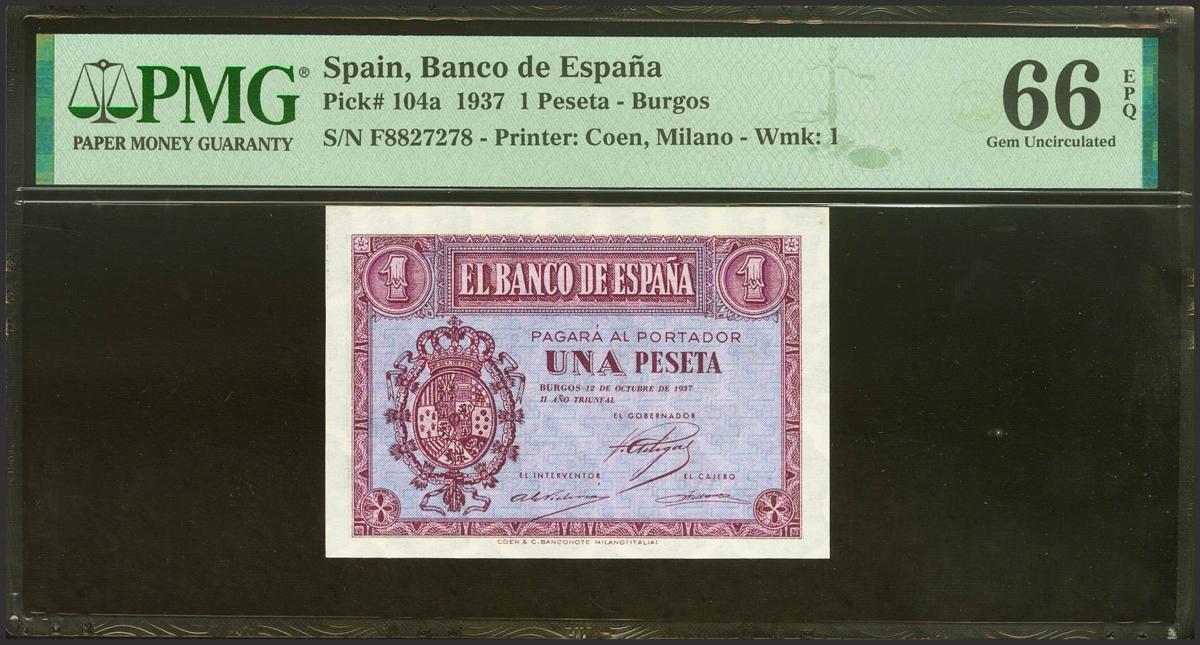 PMG®
PAPER MONEY GUARANTY
Spain, Banco de España
Pick# 104a 1937 1 Peseta - Burgos
S/N F8827278 - Printer: Coen, Milano - Wmk: 1
66
EPQ
Gem Uncirculated
1 EL BANCO DE ESPAÑA 1
PAGARÁ AL PORTADOR
UNA PESETA
BURGOS 12 DE OCTUBRE DE 1937
II AÑO TRIUNFAL
EL GOBERNADOR
EL INTERVENTOR EL CAJERO
COEN & C. BANCONOTE MILANO (ITALIA)